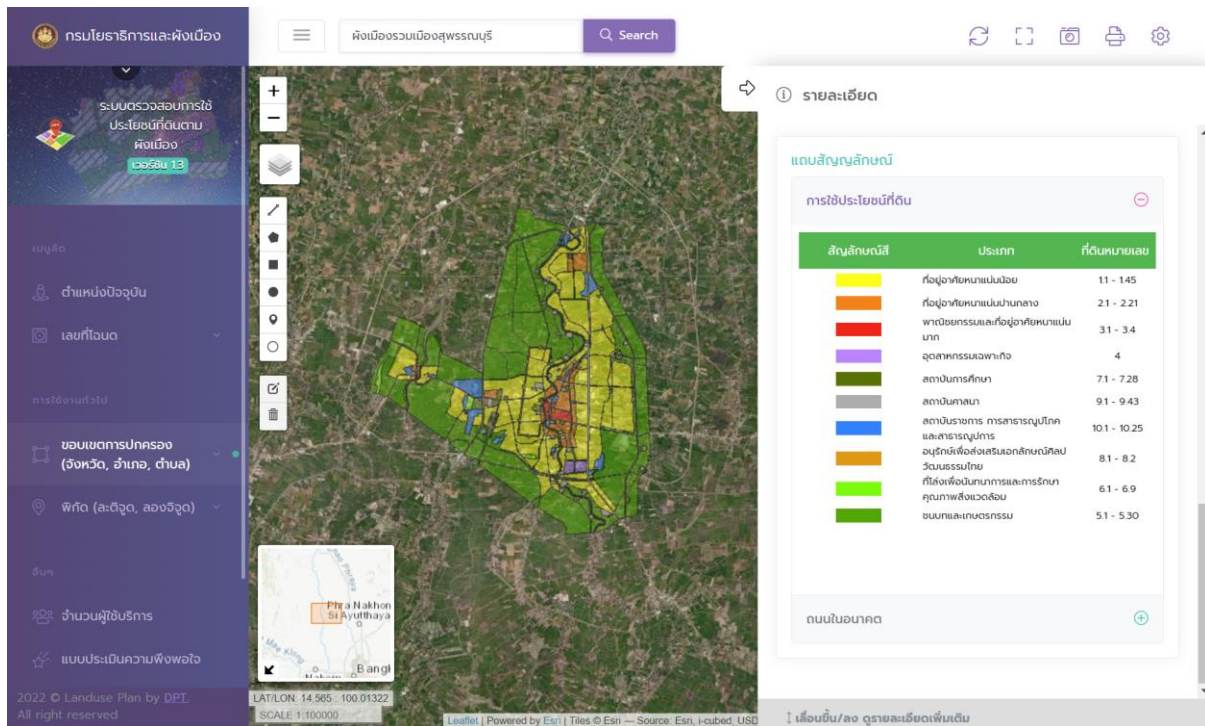 กรมโยธาธิการและผังเมือง
ผังเมืองรวมเมืองสุพรรณบุรี
Search
ระบบตรวจสอบการใช้
ประโยชน์ที่ดินตาม
ผังเมือง
เวอร์ชัน 1.3
เมนูลัด
ตำแหน่งปัจจุบัน
เลขที่โฉนด
การใช้งานทั่วไป
ขอบเขตการปกครอง
(จังหวัด, อำเภอ, ตำบล)
พิกัด (ละติจูด, ลองจิจูด)
อื่นๆ
จำนวนผู้ใช้บริการ
แบบประเมินความพึงพอใจ
2022 © Landuse Plan by DPT.
All right reserved
+
−
Phra Nakhon
Si Ayutthaya
Bangk
LAT/LON: 14.565 : 100.01322
SCALE 1:100000
Leaflet | Powered by Esri | Tiles © Esri — Source: Esri, i-cubed, USD
รายละเอียด
แถบสัญญลักษณ์
การใช้ประโยชน์ที่ดิน
สัญลักษณ์สี ประเภท ที่ดินหมายเลข
ที่อยู่อาศัยหนาแน่นน้อย 1.1 - 1.45
ที่อยู่อาศัยหนาแน่นปานกลาง 2.1 - 2.21
พาณิชยกรรมและที่อยู่อาศัยหนาแน่น
มาก 3.1 - 3.4
อุตสาหกรรมเฉพาะกิจ 4
สถาบันการศึกษา 7.1 - 7.28
สถาบันศาสนา 9.1 - 9.43
สถาบันราชการ การสาธารณูปโภค
และสาธารณูปการ 10.1 - 10.25
อนุรักษ์เพื่อส่งเสริมเอกลักษณ์ศิลป
วัฒนธรรมไทย 8.1 - 8.2
ที่โล่งเพื่อนันทนาการและการรักษา
คุณภาพสิ่งแวดล้อม 6.1 - 6.9
ชนบทและเกษตรกรรม 5.1 - 5.30
ถนนในอนาคต
เลื่อนขึ้น/ลง ดูรายละเอียดเพิ่มเติม